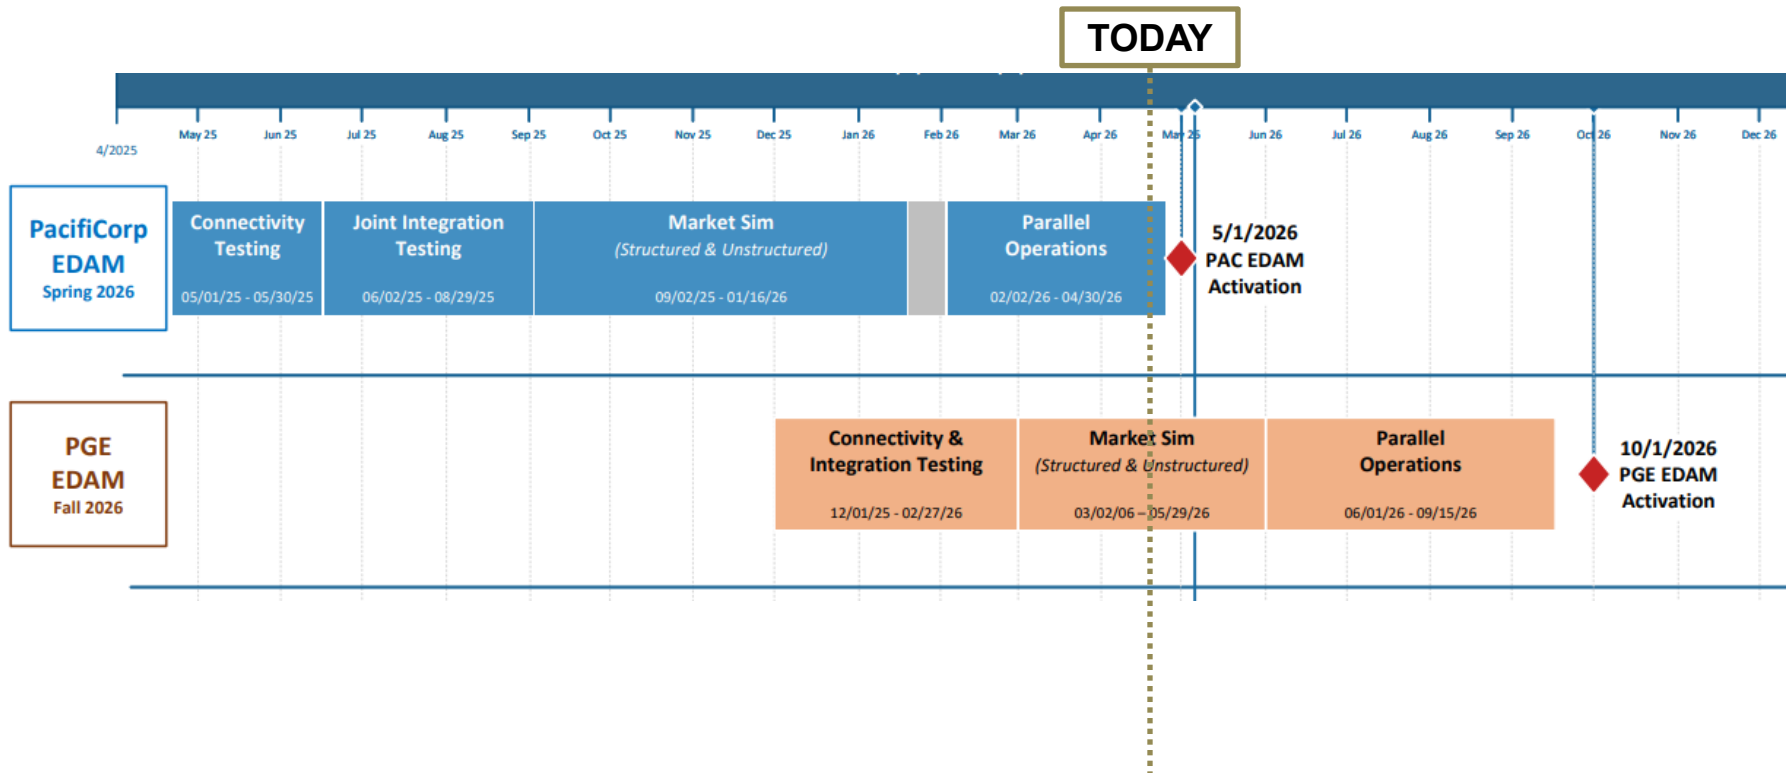 TODAY
4/2025
May 25
Jun 25
Jul 25
Aug 25
Sep 25
Oct 25
Nov 25
Dec 25
Jan 26
Feb 26
Mar 26
Apr 26
May 26
Jun 26
Jul 26
Aug 26
Sep 26
Oct 26
Nov 26
Dec 26
PacifiCorp
EDAM
Spring 2026
Connectivity
Testing
05/01/25 - 05/30/25
Joint Integration
Testing
06/02/25 - 08/29/25
Market Sim
(Structured & Unstructured)
09/02/25 - 01/16/26
Parallel
Operations
02/02/26 - 04/30/26
5/1/2026
PAC EDAM
Activation
PGE
EDAM
Fall 2026
Connectivity &
Integration Testing
12/01/25 - 02/27/26
Market Sim
(Structured & Unstructured)
03/02/06 – 05/29/26
Parallel
Operations
06/01/26 - 09/15/26
10/1/2026
PGE EDAM
Activation